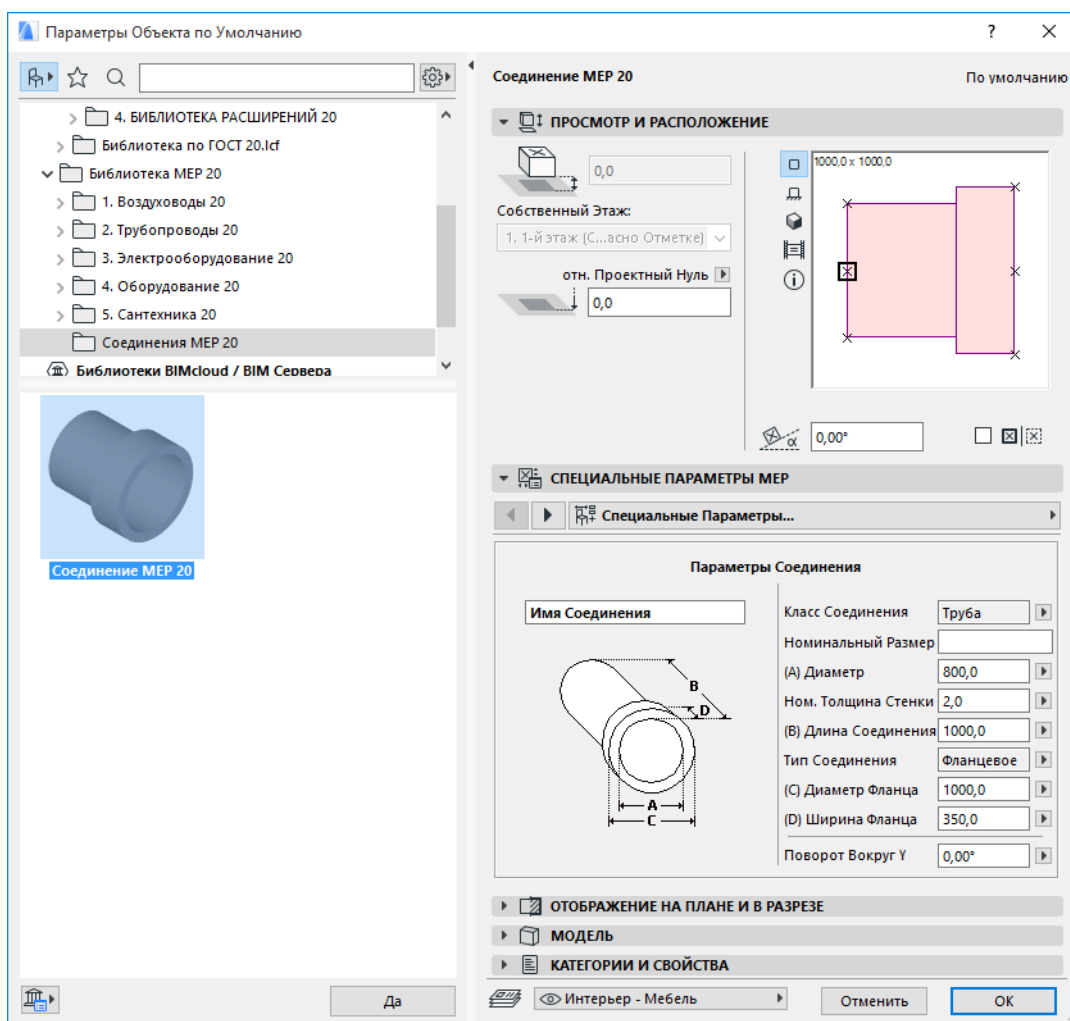 Параметры Объекта по Умолчанию
?
4. БИБЛИОТЕКА РАСШИРЕНИЙ 20
Библиотека по ГОСТ 20.lcf
Библиотека МЕР 20
1. Воздуховоды 20
2. Трубопроводы 20
3. Электрооборудование 20
4. Оборудование 20
5. Сантехника 20
Соединения МЕР 20
Библиотеки BIMcloud / BIM Сервера
Соединение МЕР 20
Да
Соединение МЕР 20
По умолчанию
ПРОСМОТР И РАСПОЛОЖЕНИЕ
0,0
Собственный Этаж:
1. 1-й этаж (С...асно Отметке)
отн. Проектный Нуль
0,0
1000,0 x 1000,0
α
0,00°
СПЕЦИАЛЬНЫЕ ПАРАМЕТРЫ МЕР
Специальные Параметры...
Параметры Соединения
Имя Соединения
B
D
A
C
Класс Соединения Труба
Номинальный Размер
(A) Диаметр 800,0
Ном. Толщина Стенки 2,0
(B) Длина Соединения 1000,0
Тип Соединения Фланцевое
(C) Диаметр Фланца 1000,0
(D) Ширина Фланца 350,0
Поворот Вокруг Y 0,00°
ОТОБРАЖЕНИЕ НА ПЛАНЕ И В РАЗРЕЗЕ
МОДЕЛЬ
КАТЕГОРИИ И СВОЙСТВА
Интерьер - Мебель
Отменить
ОК